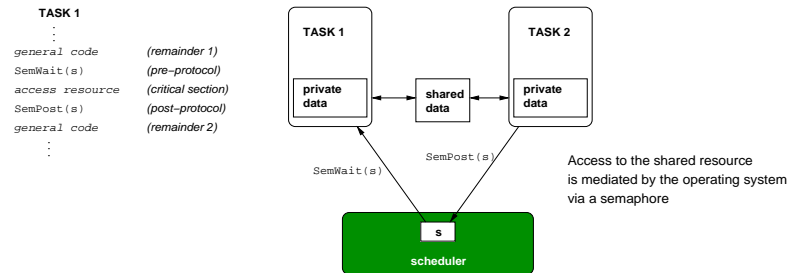 TASK 1
general code (remainder 1)
SemWait(s) (pre−protocol)
access resource (critical section)
SemPost(s) (post−protocol)
general code (remainder 2)
TASK 1
private
data
shared
data
TASK 2
private
data
SemWait(s)
SemPost(s)
s
scheduler
Access to the shared resource
is mediated by the operating system
via a semaphore